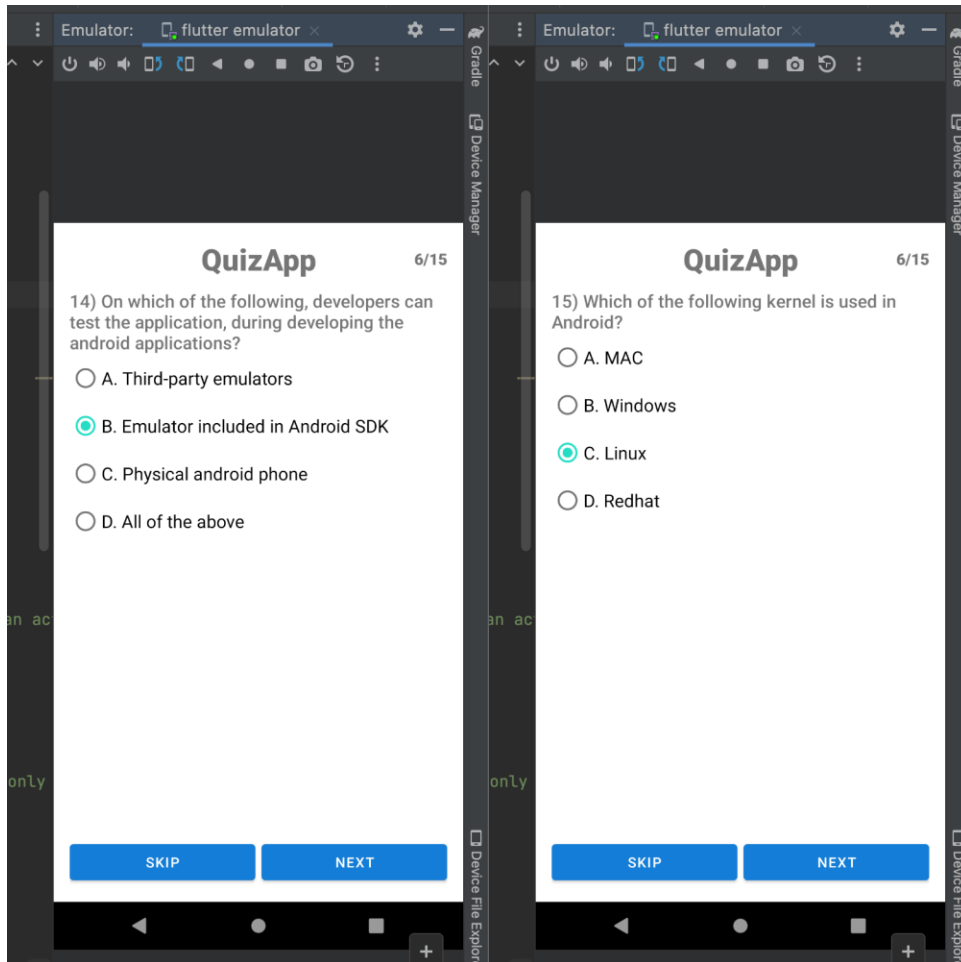 Emulator: flutter emulator
Gradle
Device Manager
QuizApp 6/15
14) On which of the following, developers can
test the application, during developing the
android applications?
A. Third-party emulators
B. Emulator included in Android SDK
C. Physical android phone
D. All of the above
an ac
only
SKIP NEXT
Device File Explor
Emulator: flutter emulator
Gradle
Device Manager
QuizApp 6/15
15) Which of the following kernel is used in
Android?
A. MAC
B. Windows
C. Linux
D. Redhat
an ac
only
SKIP NEXT
Device File Explor